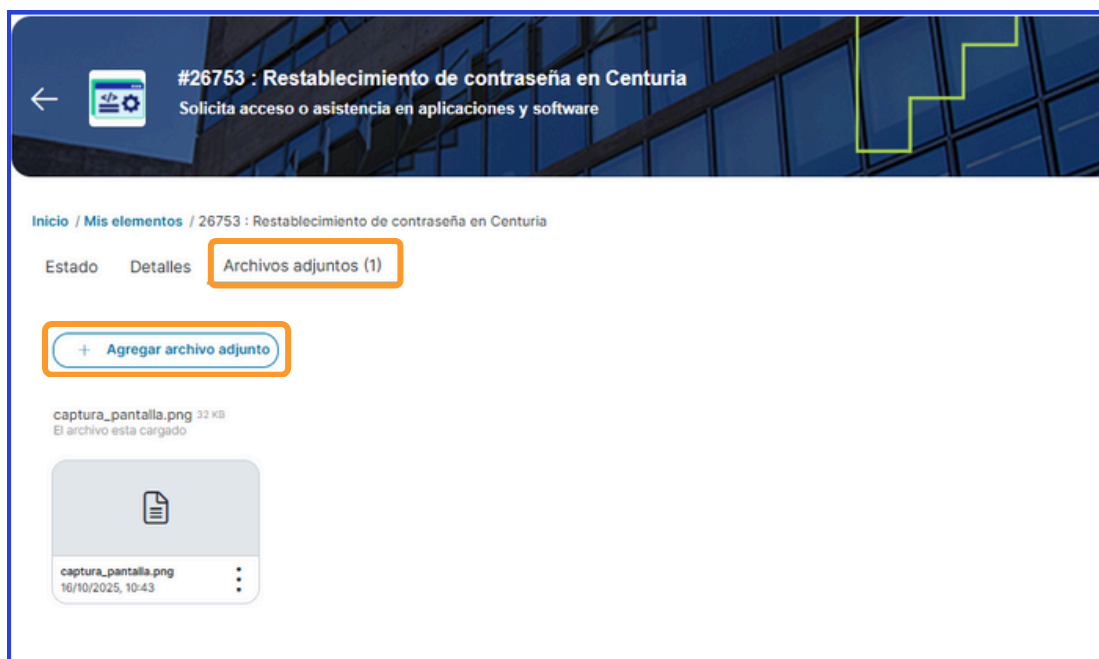 #26753 : Restablecimiento de contraseña en Centuria
Solicita acceso o asistencia en aplicaciones y software
Inicio / Mis elementos / 26753 : Restablecimiento de contraseña en Centuria
Estado Detalles Archivos adjuntos (1)
+ Agregar archivo adjunto
captura_pantalla.png 32 KB
El archivo esta cargado
captura_pantalla.png
16/10/2025, 10:43